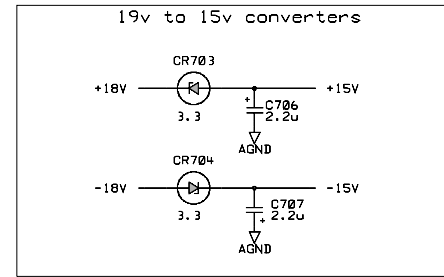 19v to 15v converters
CR703
+18V
+15V
+
C706
3.3
2.2u
AGND
CR704
-18V
-15V
C707
3.3
2.2u
+
AGND